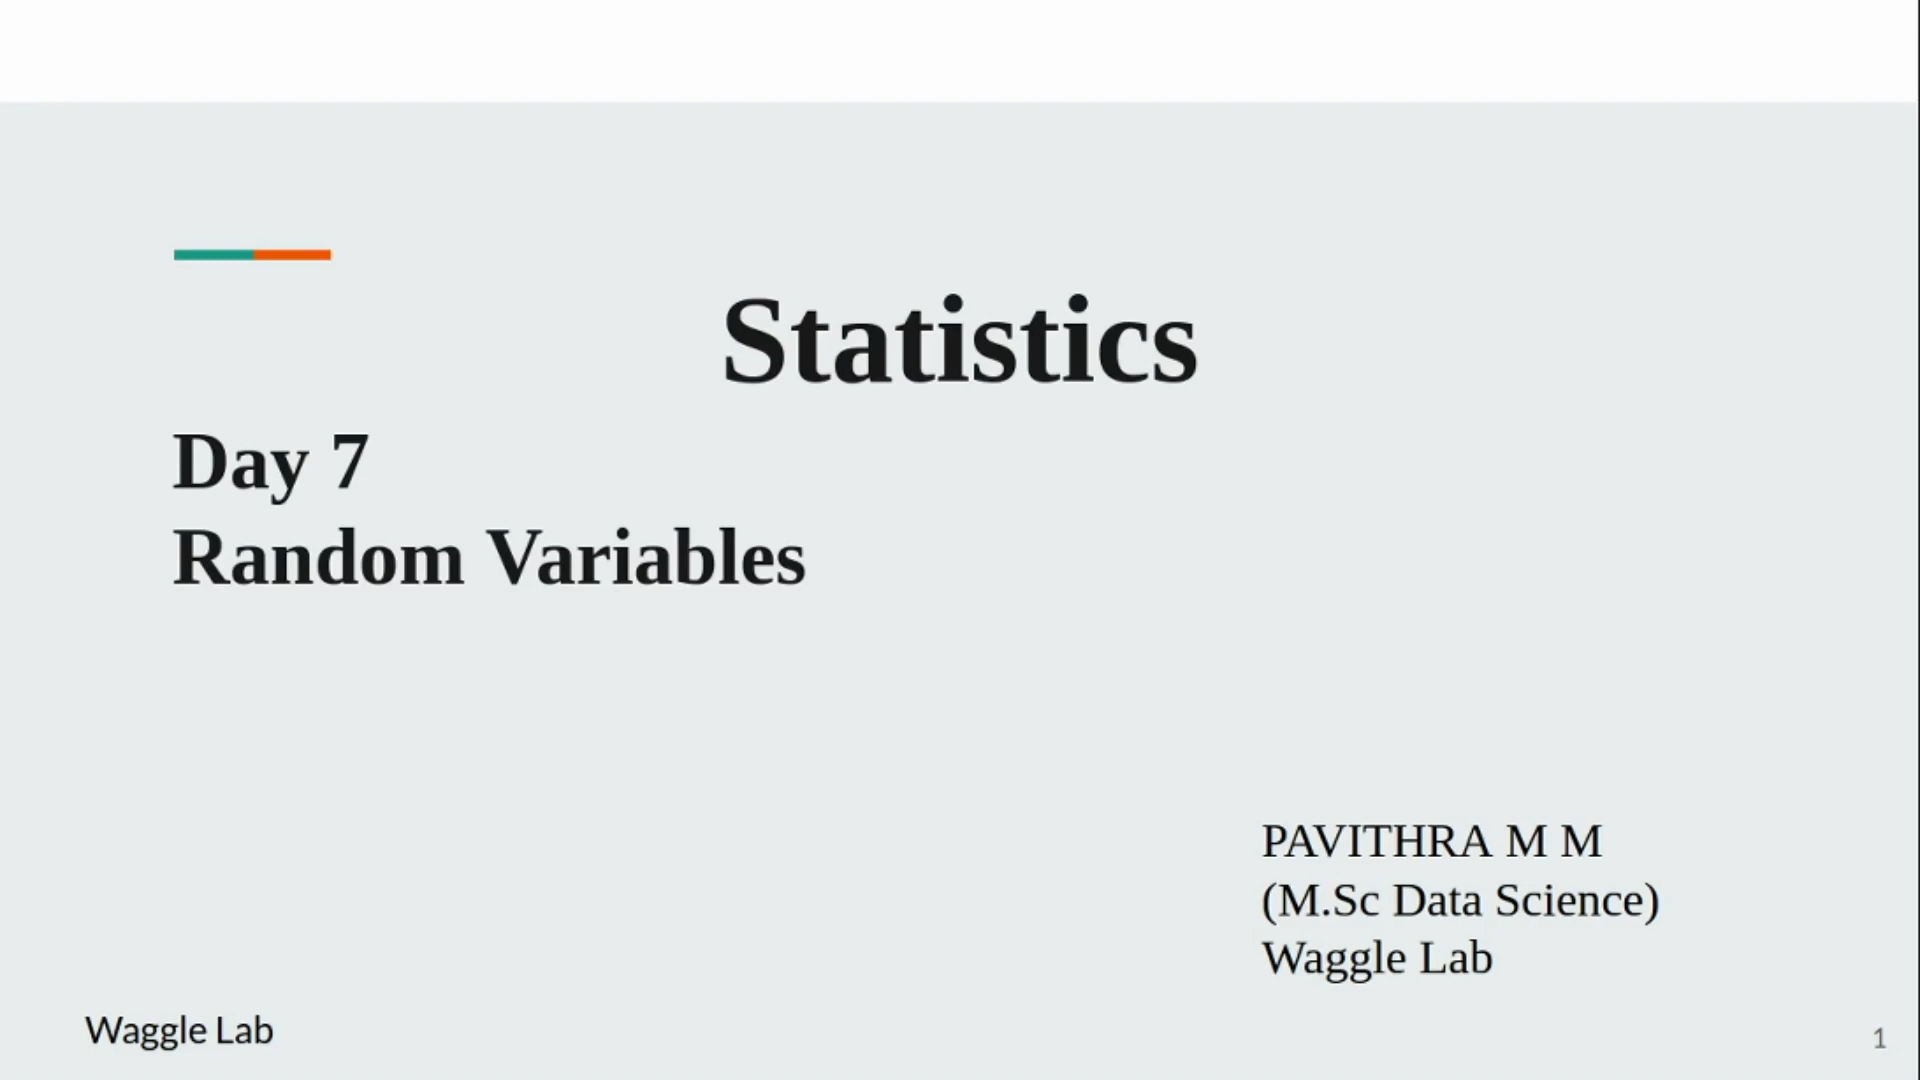 Statistics
Day 7
Random Variables
PAVITHRA M M
(M.Sc Data Science)
Waggle Lab
Waggle Lab
1